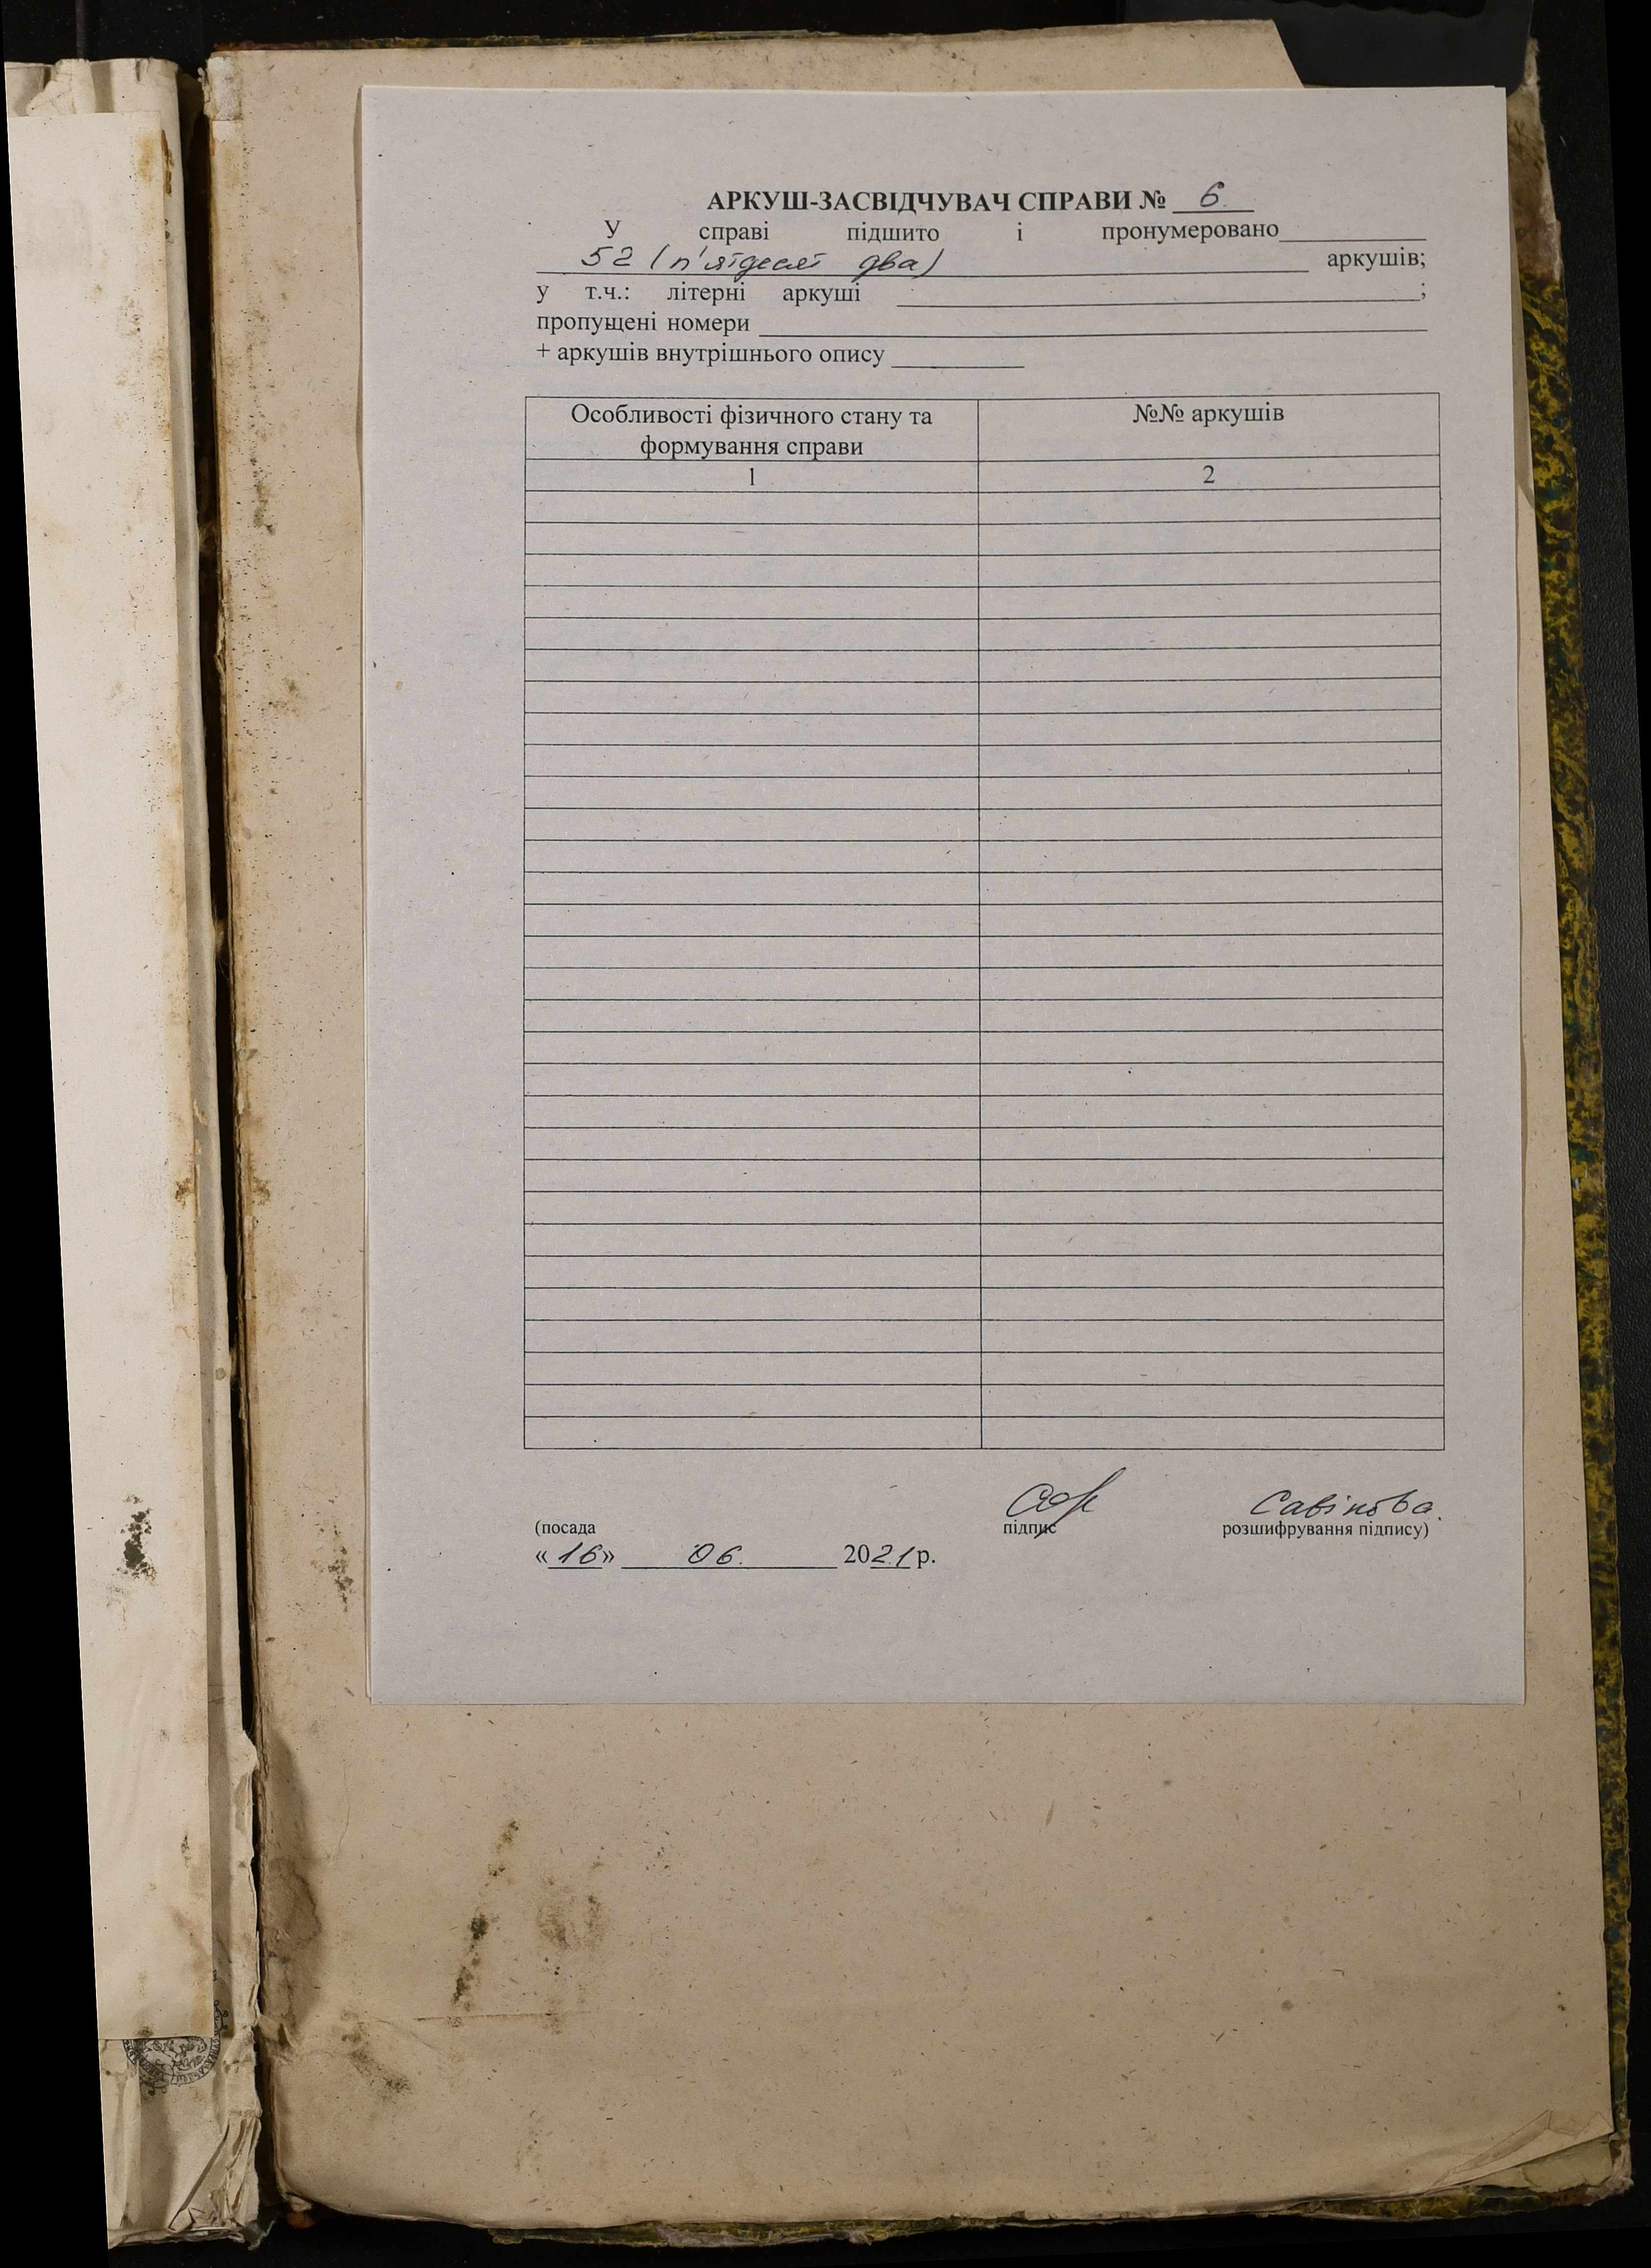 АРКУШ-ЗАСВІДЧУВАЧ СПРАВИ № 6
У справі підшито і пронумеровано
52 (п'ятдесят два) аркушів;
у т.ч.: літерні аркуші ;
пропущені номери
+ аркушів внутрішнього опису
Особливості фізичного стану та формування справи
№№ аркушів
1 2
Савінова
(посада підпис розшифрування підпису)
«16» 06. 2021р.